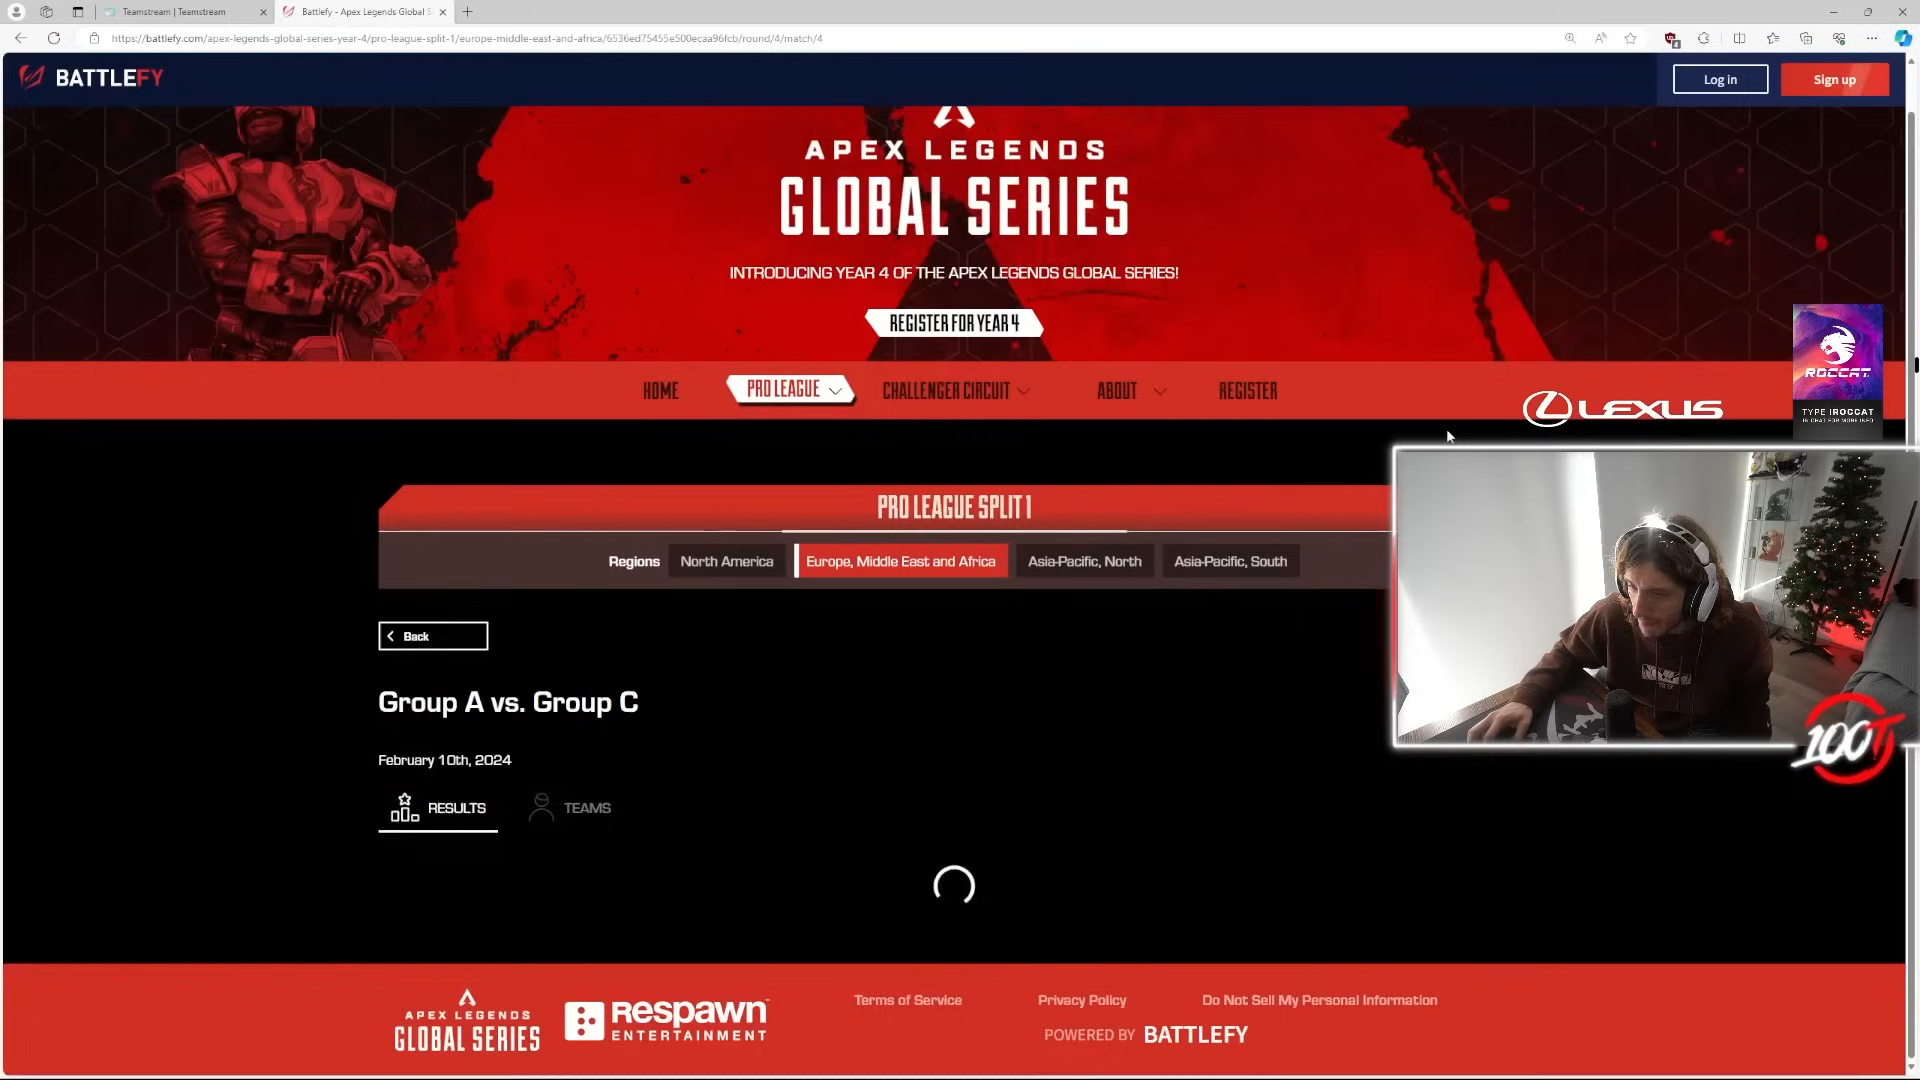 Teamstream | Teamstream
Battlefy - Apex Legends Global S
https://battlefy.com/apex-legends-global-series-year-4/pro-league-split-1/europe-middle-east-and-africa/6536ed75455e500ecaa96fcb/round/4/match/4
BATTLEFY
Log in
Sign up
APEX LEGENDS
GLOBAL SERIES
INTRODUCING YEAR 4 OF THE APEX LEGENDS GLOBAL SERIES!
REGISTER FOR YEAR 4
HOME
PRO LEAGUE
CHALLENGER CIRCUIT
ABOUT
REGISTER
LEXUS
ROCCAT
TYPE !ROCCAT
IN CHAT FOR MORE INFO
PRO LEAGUE SPLIT 1
Regions
North America
Europe, Middle East and Africa
Asia-Pacific, North
Asia-Pacific, South
Back
Group A vs. Group C
February 10th, 2024
RESULTS
TEAMS
100T
APEX LEGENDS
GLOBAL SERIES
Respawn
ENTERTAINMENT
Terms of Service
Privacy Policy
Do Not Sell My Personal Information
POWERED BY BATTLEFY